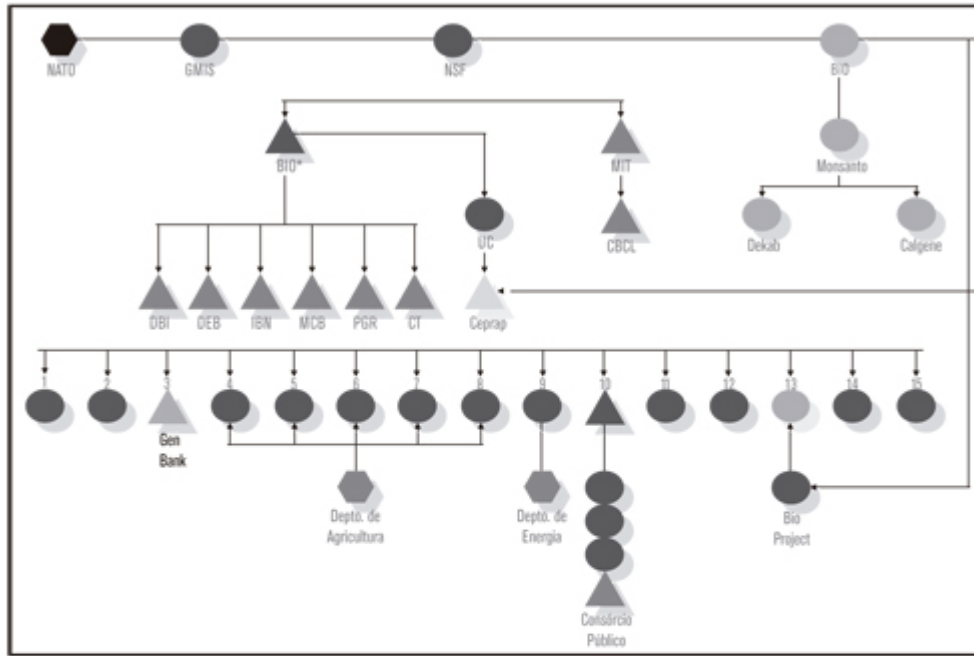 NATO GMIS NSF BIO
BIO* MIT Monsanto
UC CBCL Dekab Calgene
DBI DEB IBN MCB PGR CT Ceprap
1 2 3 4 5 6 7 8 9 10 11 12 13 14 15
Gen
Bank
Depto. de
Agricultura
Depto. de
Energia
Bio
Project
Consórcio
Público